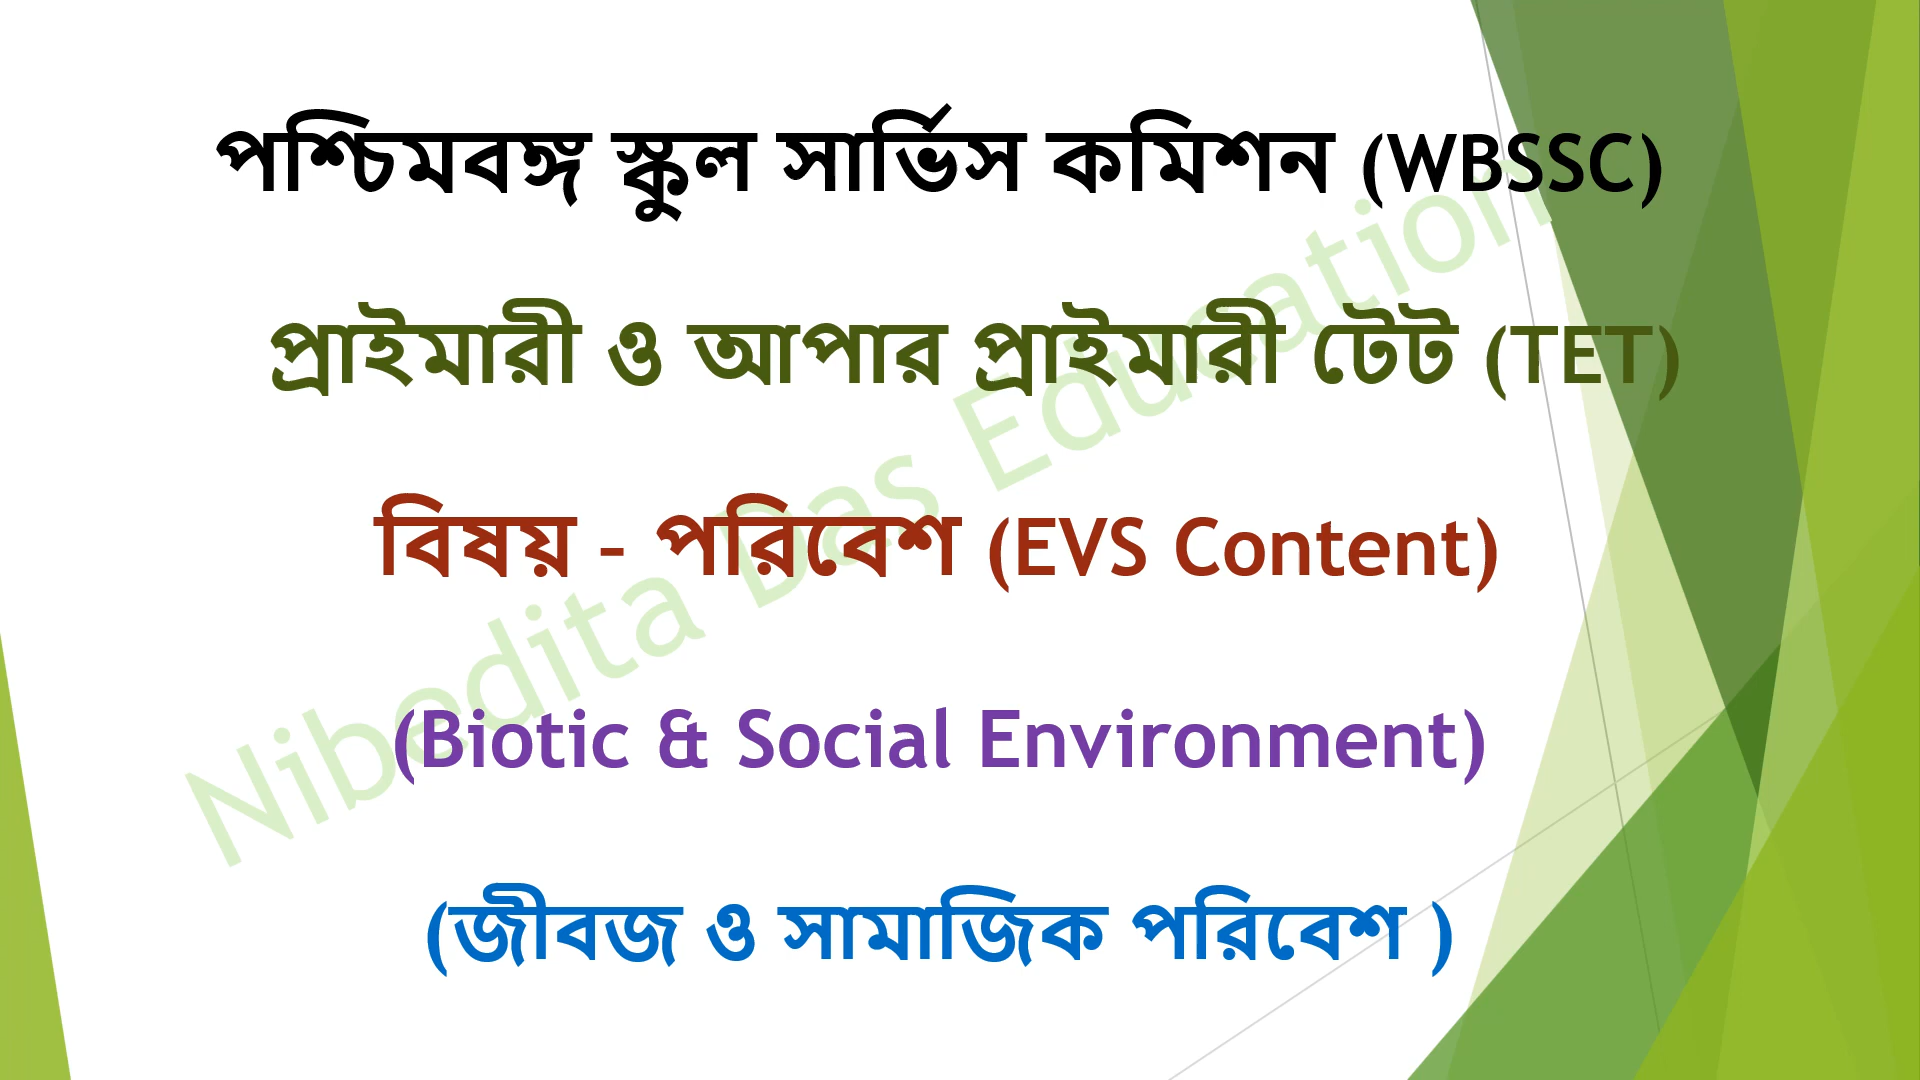 পশ্চিমবঙ্গ স্কুল সার্ভিস কমিশন (WBSSC)
প্রাইমারী ও আপার প্রাইমারী টেট (TET)
বিষয় – পরিবেশ (EVS Content)
(Biotic & Social Environment)
(জীবজ ও সামাজিক পরিবেশ )
Nibedita Das Education